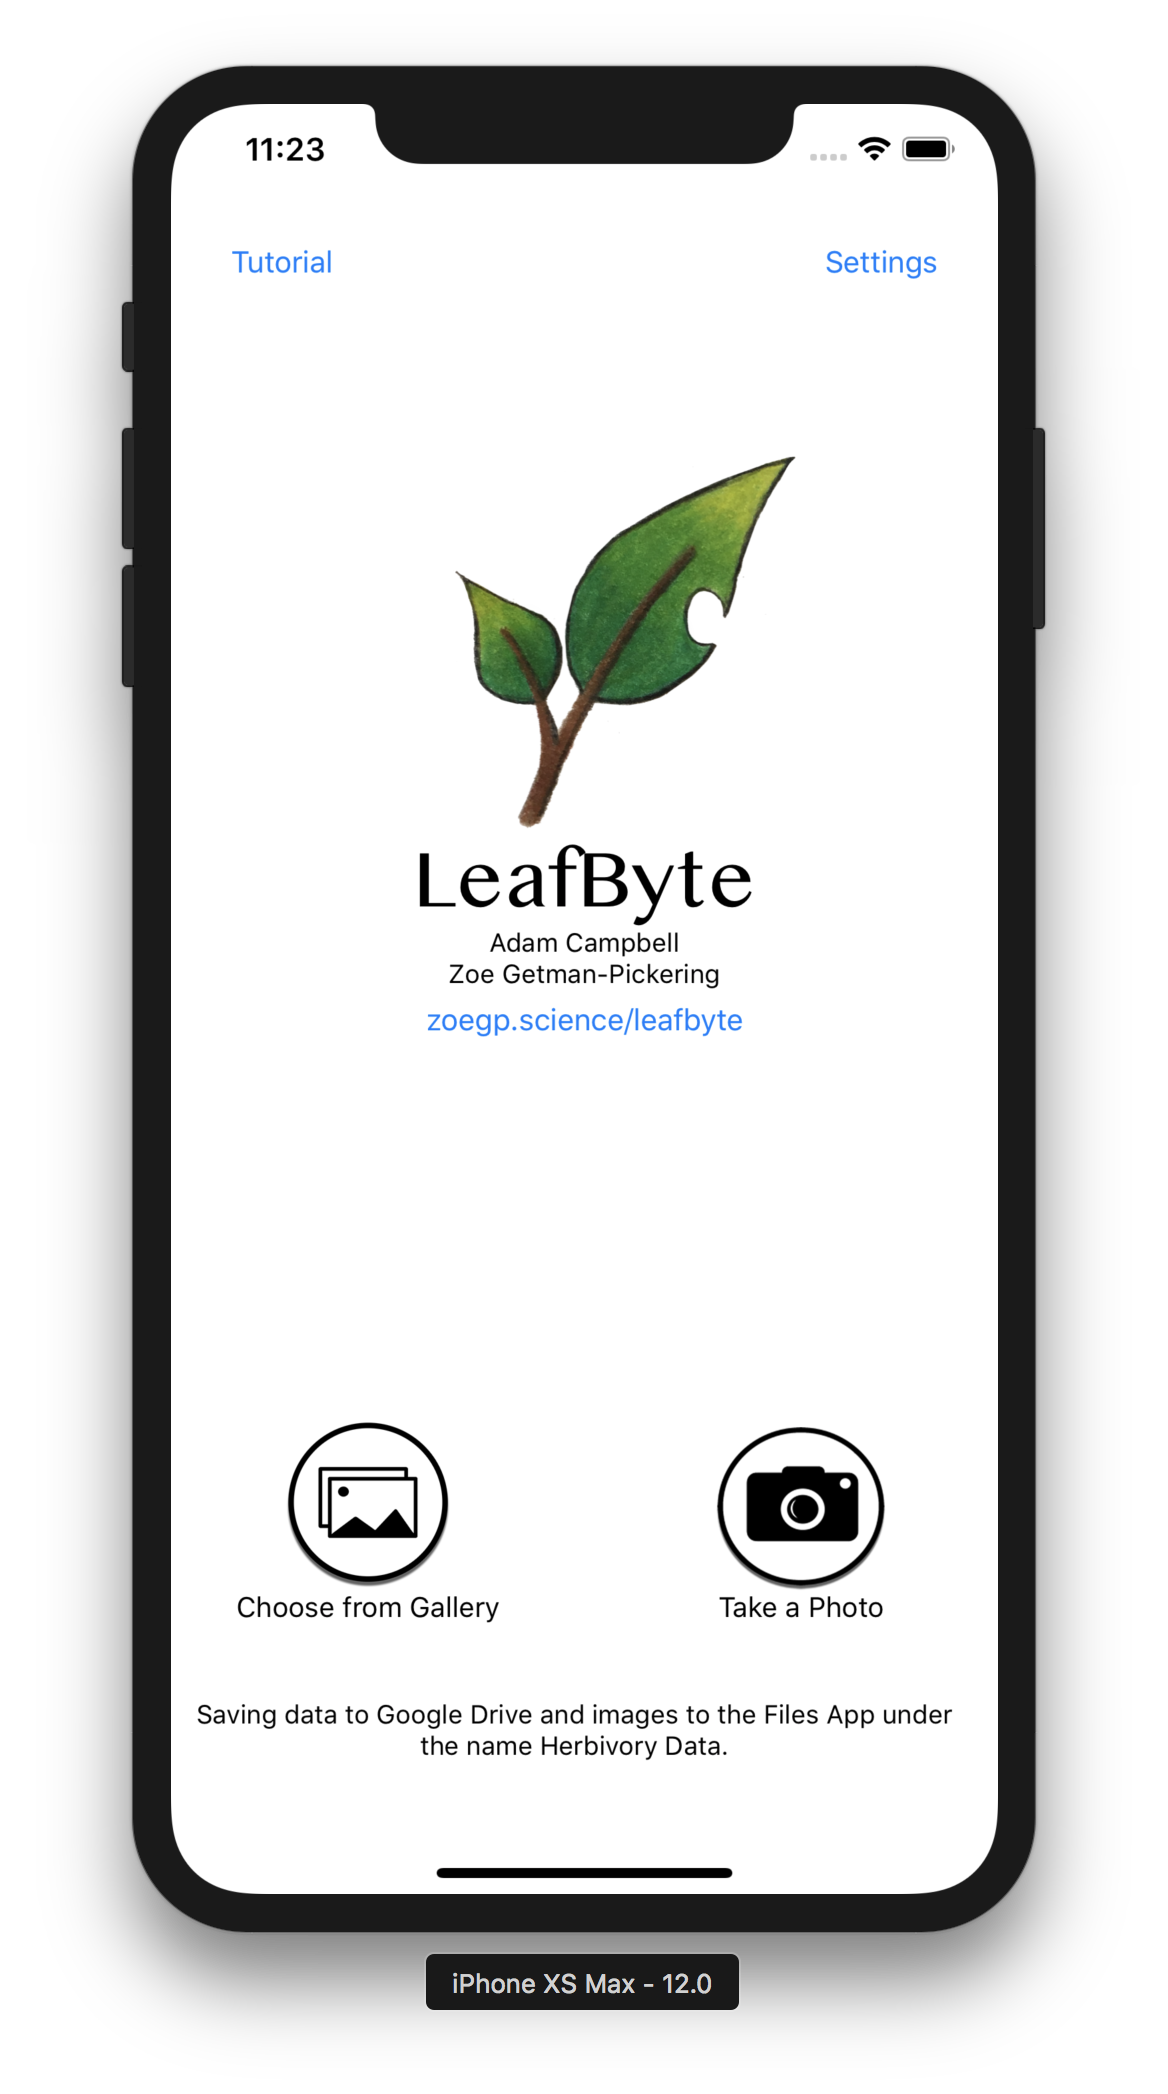 11:23
Tutorial
Settings
LeafByte
Adam Campbell
Zoe Getman-Pickering
zoegp.science/leafbyte
Choose from Gallery
Take a Photo
Saving data to Google Drive and images to the Files App under
the name Herbivory Data.
iPhone XS Max - 12.0